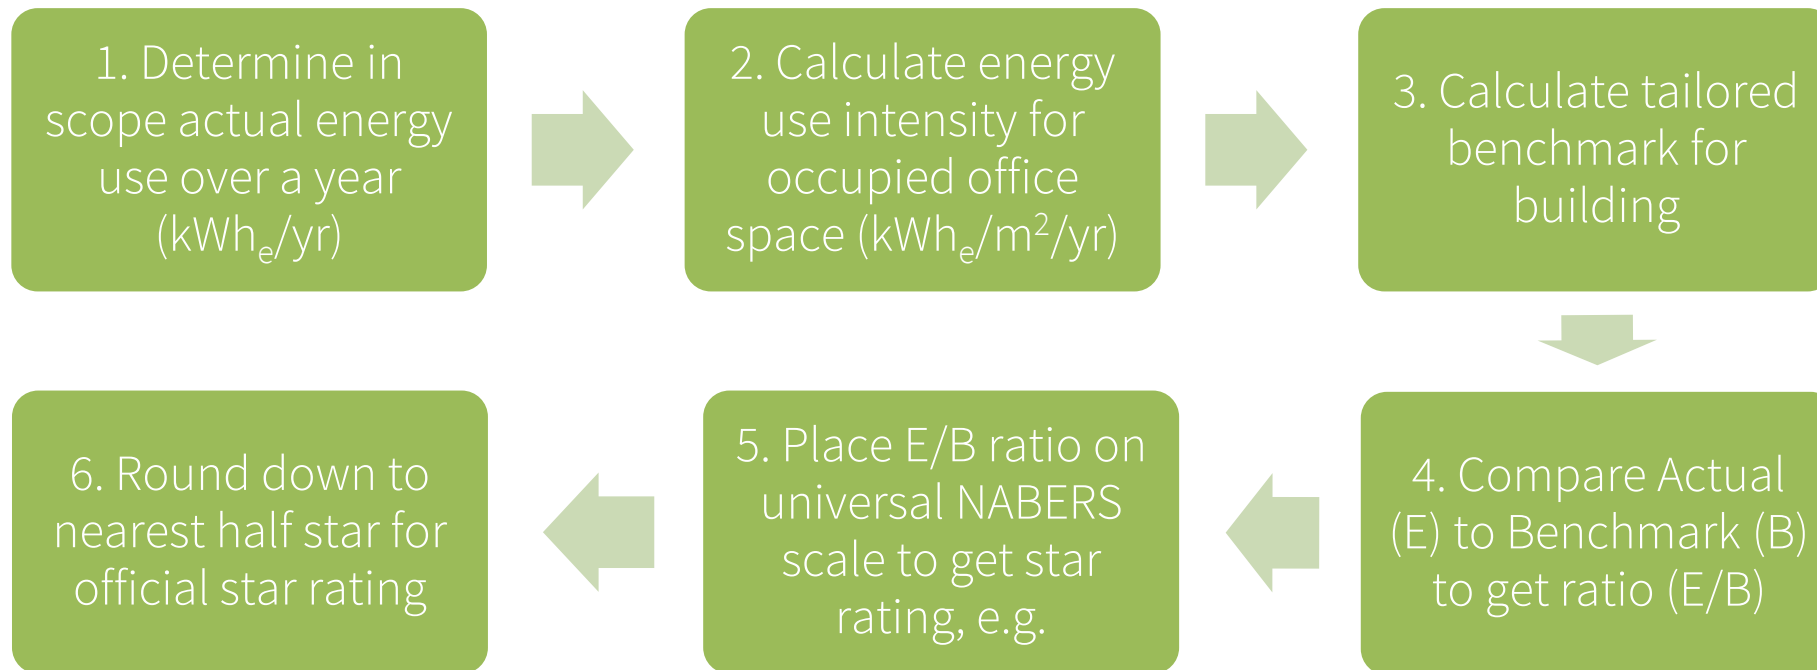 1. Determine in
scope actual energy
use over a year
(kWhₑ/yr)
2. Calculate energy
use intensity for
occupied office
space (kWhₑ/m²/yr)
3. Calculate tailored
benchmark for
building
4. Compare Actual
(E) to Benchmark (B)
to get ratio (E/B)
5. Place E/B ratio on
universal NABERS
scale to get star
rating, e.g.
6. Round down to
nearest half star for
official star rating